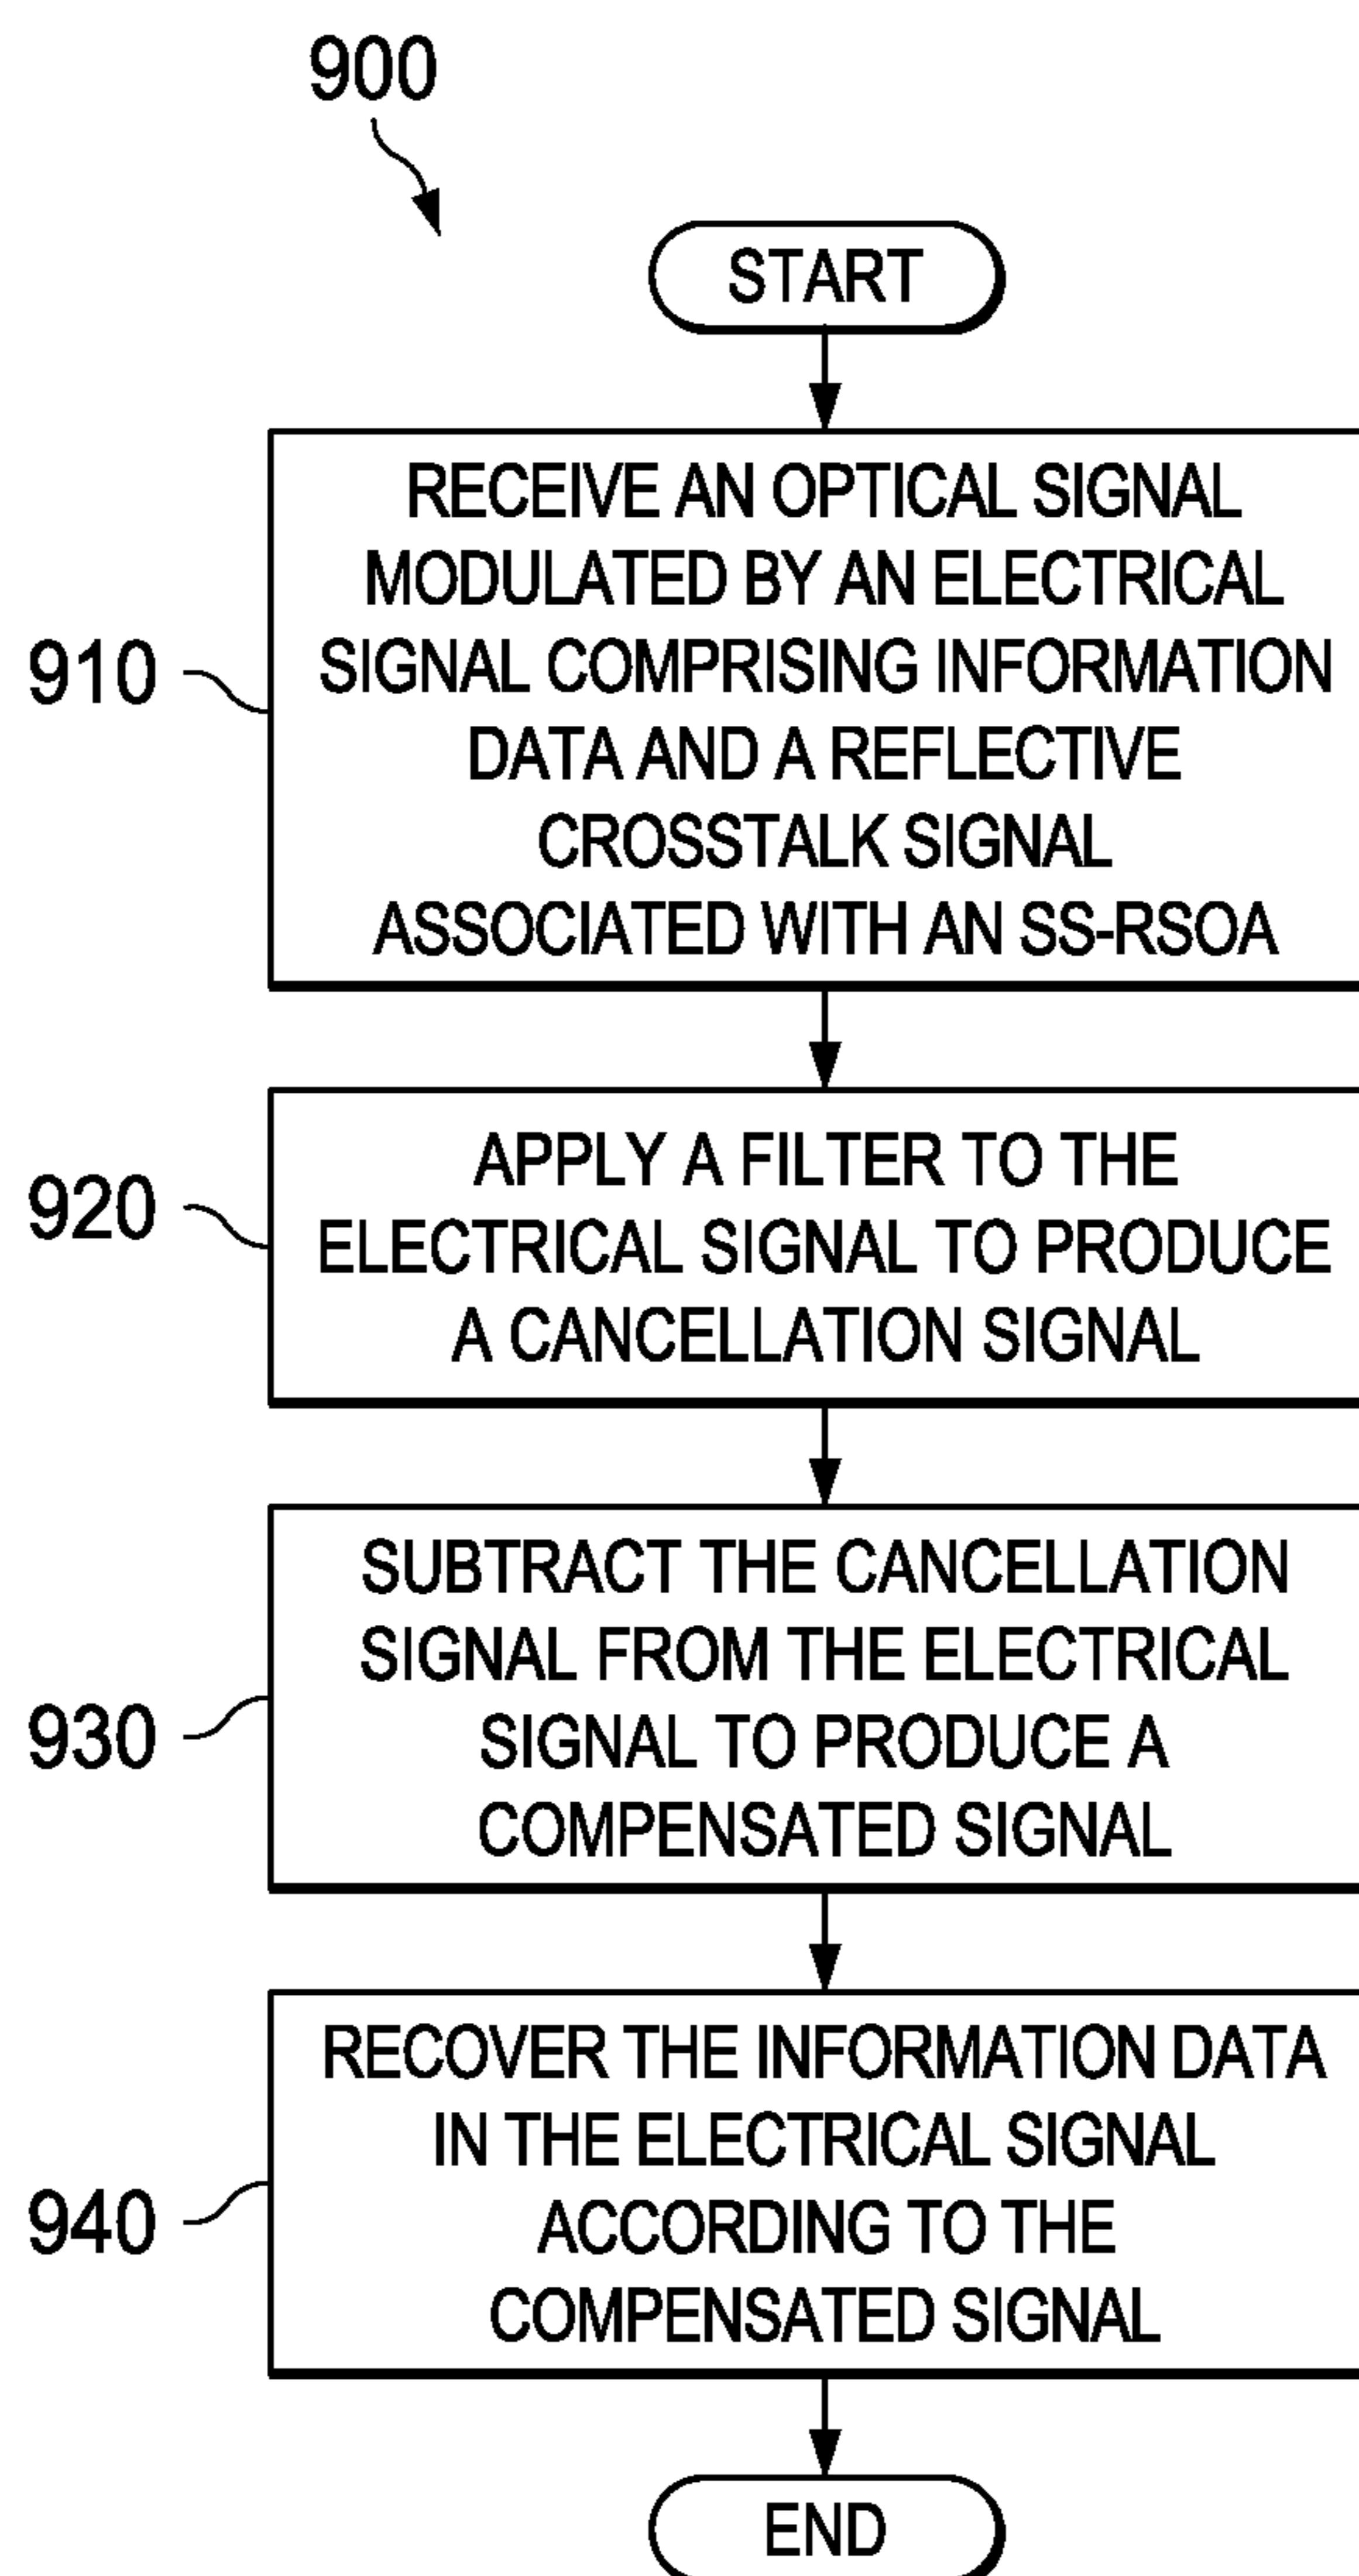 900
START
910
RECEIVE AN OPTICAL SIGNAL
MODULATED BY AN ELECTRICAL
SIGNAL COMPRISING INFORMATION
DATA AND A REFLECTIVE
CROSSTALK SIGNAL
ASSOCIATED WITH AN SS-RSOA
920
APPLY A FILTER TO THE
ELECTRICAL SIGNAL TO PRODUCE
A CANCELLATION SIGNAL
930
SUBTRACT THE CANCELLATION
SIGNAL FROM THE ELECTRICAL
SIGNAL TO PRODUCE A
COMPENSATED SIGNAL
940
RECOVER THE INFORMATION DATA
IN THE ELECTRICAL SIGNAL
ACCORDING TO THE
COMPENSATED SIGNAL
END